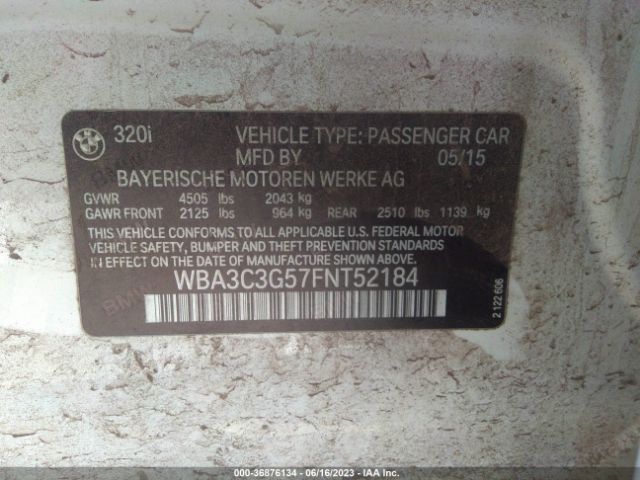 320i VEHICLE TYPE: PASSENGER CAR
MFD BY 05/15
BAYERISCHE MOTOREN WERKE AG
GVWR 4505 lbs 2043 kg
GAWR FRONT 2125 lbs 964 kg REAR 2510 lbs 1139 kg
THIS VEHICLE CONFORMS TO ALL APPLICABLE U.S. FEDERAL MOTOR
VEHICLE SAFETY, BUMPER AND THEFT PREVENTION STANDARDS
IN EFFECT ON THE DATE OF MANUFACTURE SHOWN ABOVE.
WBA3C3G57FNT52184
2 122 606
000-36876134 - 06/16/2023 - IAA Inc.